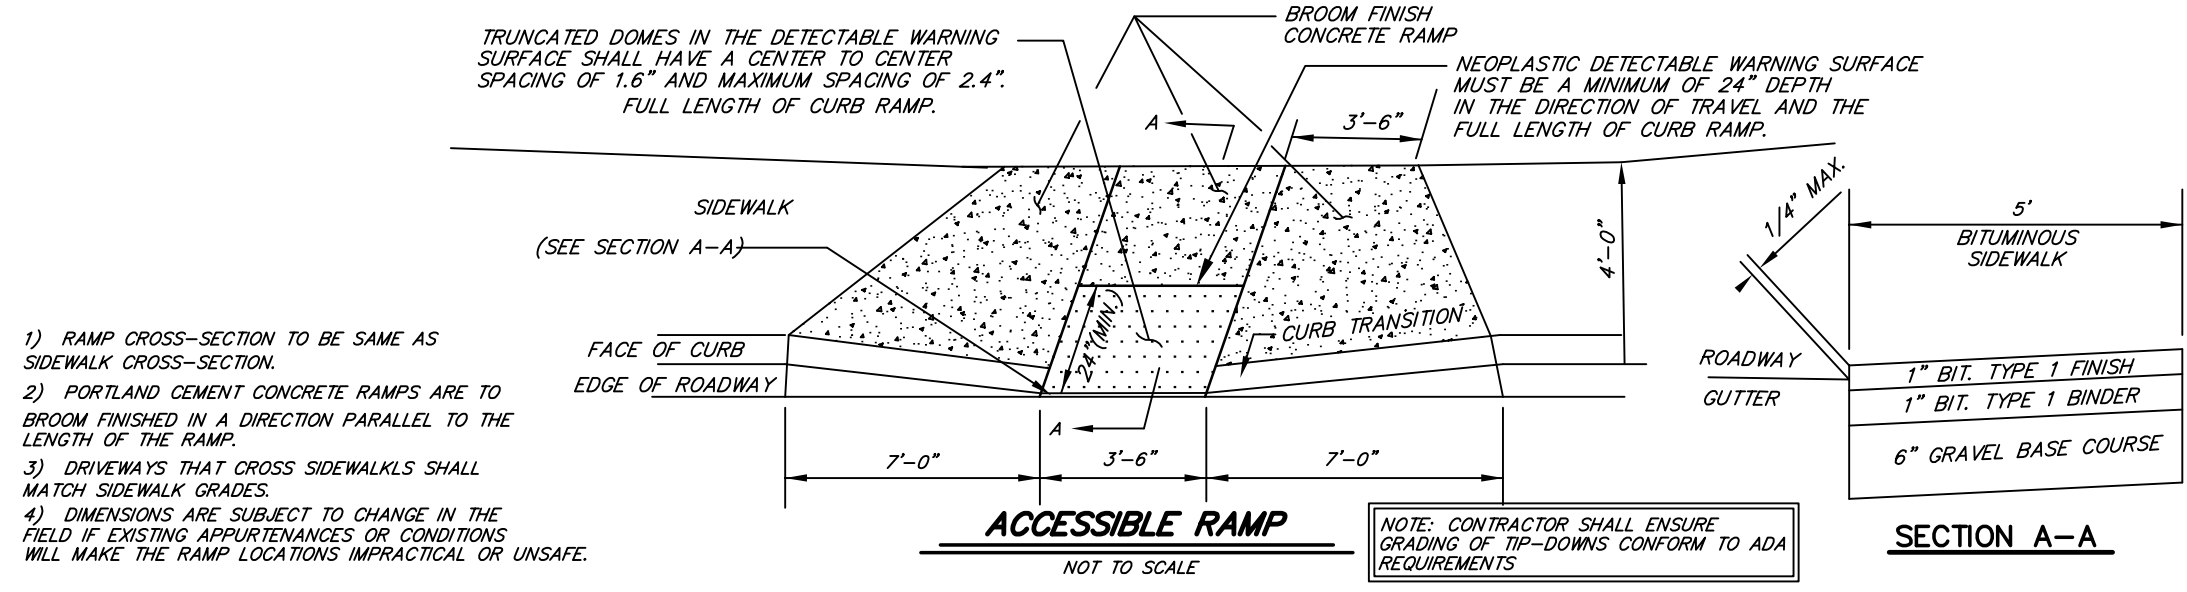 TRUNCATED DOMES IN THE DETECTABLE WARNING
SURFACE SHALL HAVE A CENTER TO CENTER
SPACING OF 1.6" AND MAXIMUM SPACING OF 2.4".
FULL LENGTH OF CURB RAMP.
BROOM FINISH
CONCRETE RAMP
NEOPLASTIC DETECTABLE WARNING SURFACE
MUST BE A MINIMUM OF 24" DEPTH
IN THE DIRECTION OF TRAVEL AND THE
FULL LENGTH OF CURB RAMP.
A
3'-6"
SIDEWALK
(SEE SECTION A-A)
4'-0"
24"(MIN.)
CURB TRANSITION
FACE OF CURB
EDGE OF ROADWAY
A
7'-0"
3'-6"
7'-0"
1) RAMP CROSS-SECTION TO BE SAME AS
SIDEWALK CROSS-SECTION.
2) PORTLAND CEMENT CONCRETE RAMPS ARE TO
BROOM FINISHED IN A DIRECTION PARALLEL TO THE
LENGTH OF THE RAMP.
3) DRIVEWAYS THAT CROSS SIDEWALKLS SHALL
MATCH SIDEWALK GRADES.
4) DIMENSIONS ARE SUBJECT TO CHANGE IN THE
FIELD IF EXISTING APPURTENANCES OR CONDITIONS
WILL MAKE THE RAMP LOCATIONS IMPRACTICAL OR UNSAFE.
ACCESSIBLE RAMP
NOT TO SCALE
NOTE: CONTRACTOR SHALL ENSURE
GRADING OF TIP-DOWNS CONFORM TO ADA
REQUIREMENTS
1/4" MAX.
5'
BITUMINOUS
SIDEWALK
ROADWAY
GUTTER
1" BIT. TYPE 1 FINISH
1" BIT. TYPE 1 BINDER
6" GRAVEL BASE COURSE
SECTION A-A